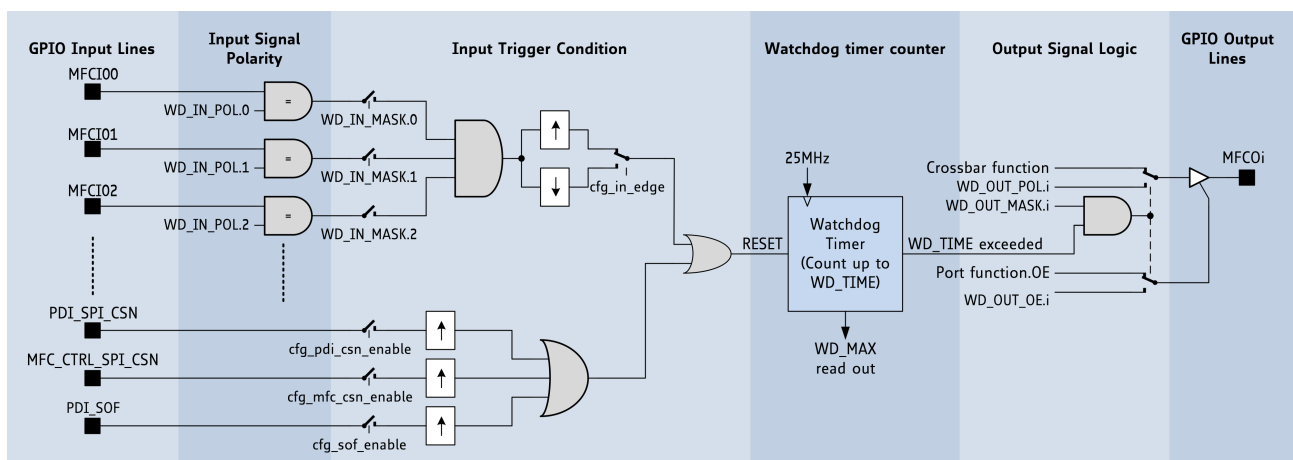 GPIO Input Lines
Input Signal
Polarity
Input Trigger Condition
Watchdog timer counter
Output Signal Logic
GPIO Output
Lines
MFCI00
WD_IN_POL.0
=
WD_IN_MASK.0
MFCI01
WD_IN_POL.1
=
WD_IN_MASK.1
MFCI02
WD_IN_POL.2
=
WD_IN_MASK.2
cfg_in_edge
PDI_SPI_CSN
cfg_pdi_csn_enable
MFC_CTRL_SPI_CSN
cfg_mfc_csn_enable
PDI_SOF
cfg_sof_enable
RESET
25MHz
Watchdog
Timer
(Count up to
WD_TIME)
WD_MAX
read out
WD_TIME exceeded
Crossbar function
WD_OUT_POL.i
WD_OUT_MASK.i
Port function.OE
WD_OUT_OE.i
MFCOi